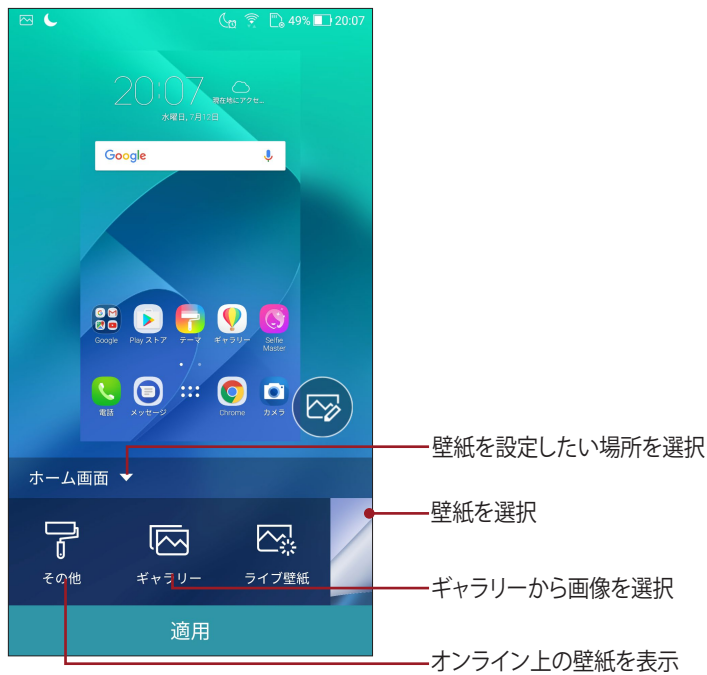 49% 20:07
20:07
現在地にアクセ...
水曜日, 7月12日
Google
Google Play ストア テーマ ギャラリー Selfie Master
電話 メッセージ Chrome カメラ
壁紙を設定したい場所を選択
ホーム画面
壁紙を選択
その他 ギャラリー ライブ壁紙
ギャラリーから画像を選択
適用
オンライン上の壁紙を表示